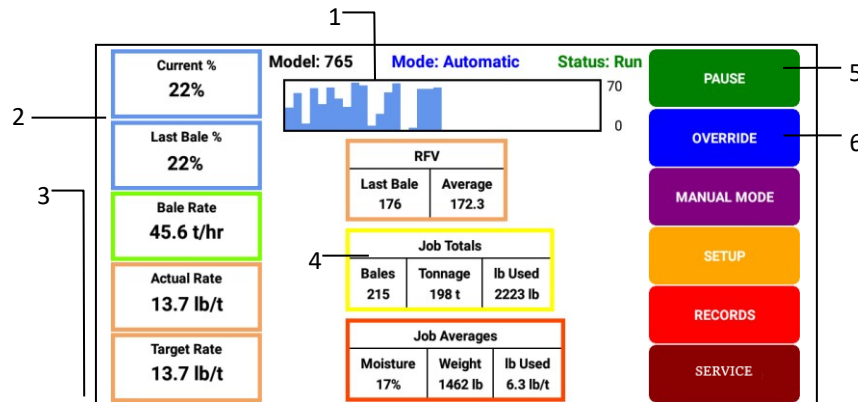 1
Model: 765 Mode: Automatic Status: Run
Current %
22%
70
0
PAUSE
5
2
Last Bale %
22%
OVERRIDE
6
RFV
Last Bale Average
176 172.3
3
Bale Rate
45.6 t/hr
MANUAL MODE
4
Job Totals
Bales Tonnage lb Used
215 198 t 2223 lb
SETUP
Actual Rate
13.7 lb/t
RECORDS
Job Averages
Moisture Weight lb Used
17% 1462 lb 6.3 lb/t
Target Rate
13.7 lb/t
SERVICE